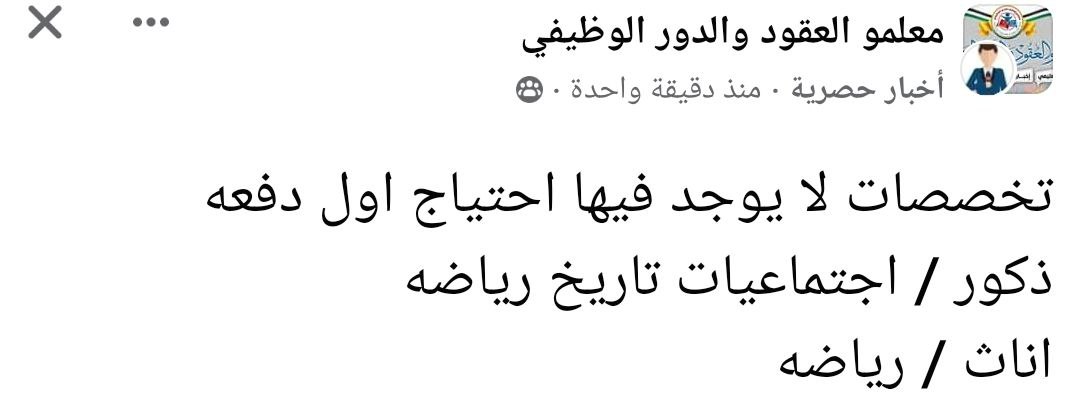 معلمو العقود والدور الوظيفي
أخبار حصرية · منذ دقيقة واحدة ·
تخصصات لا يوجد فيها احتياج اول دفعه
ذكور / اجتماعيات تاريخ رياضه
اناث / رياضه